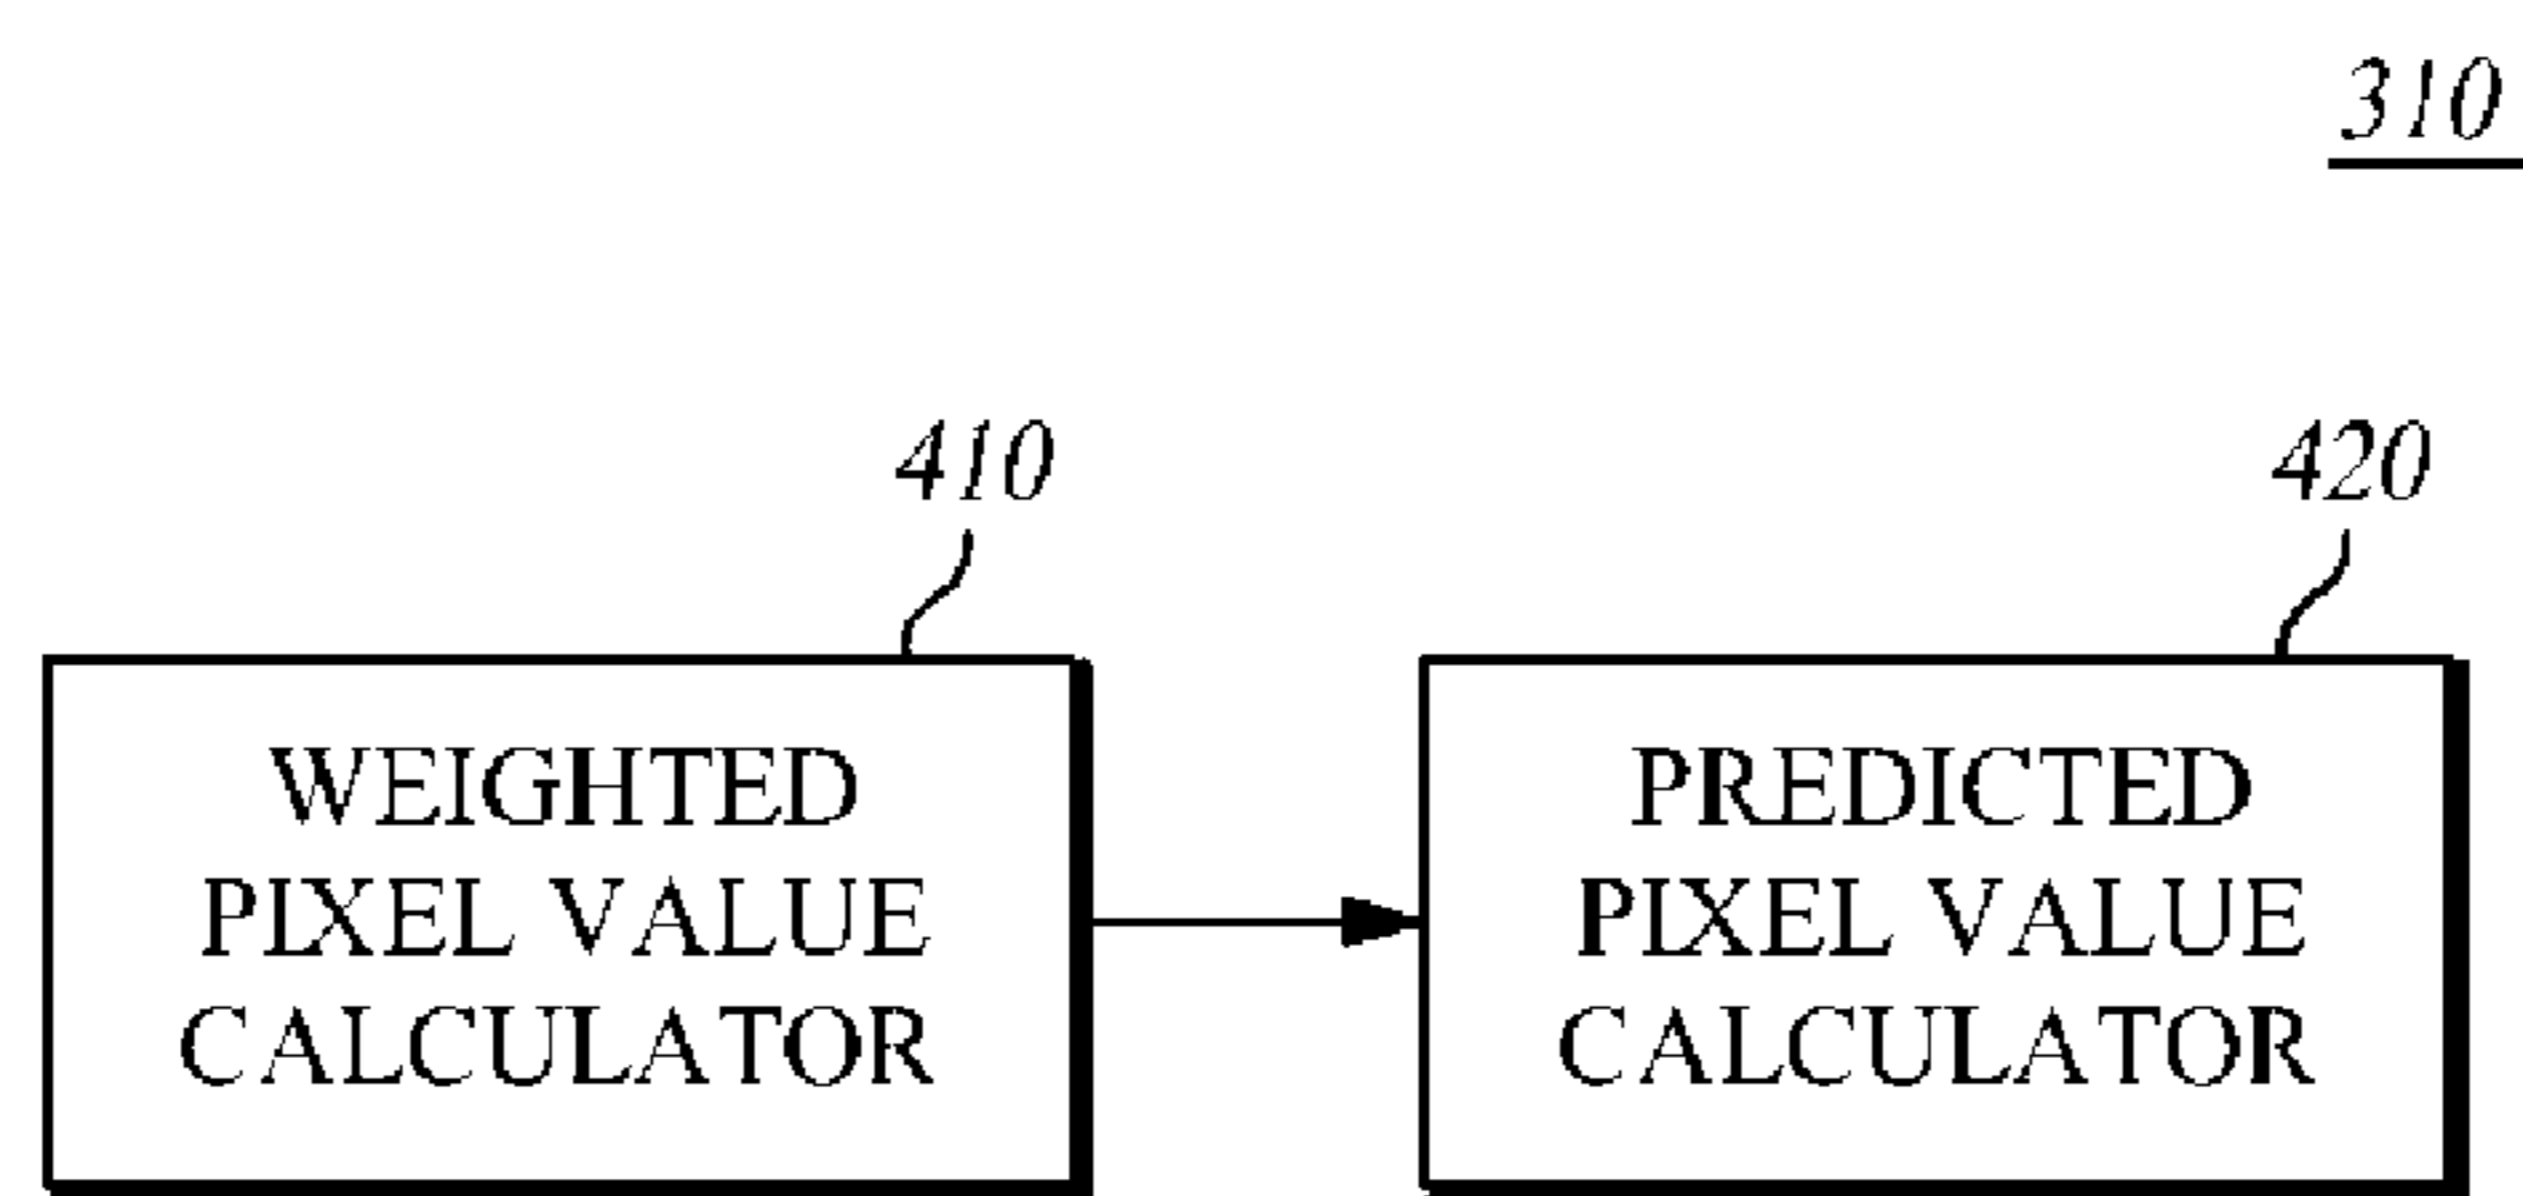 310
410
420
WEIGHTED
PIXEL VALUE
CALCULATOR
PREDICTED
PIXEL VALUE
CALCULATOR